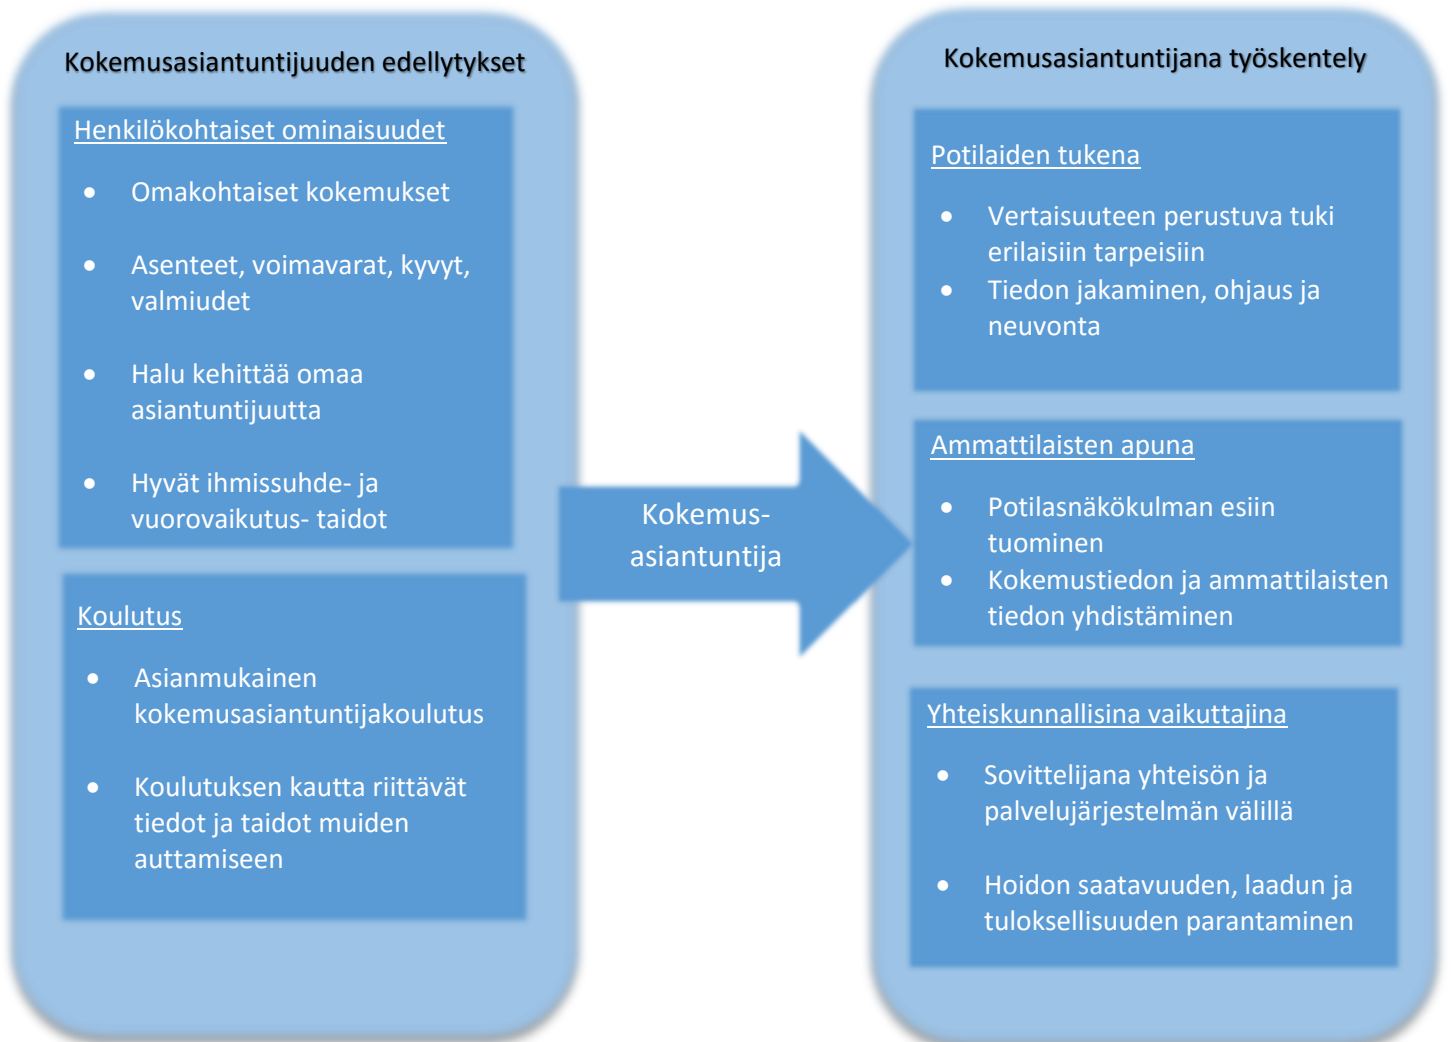 Kokemusasiantuntijuuden edellytykset
Henkilökohtaiset ominaisuudet
• Omakohtaiset kokemukset
• Asenteet, voimavarat, kyvyt,
valmiudet
• Halu kehittää omaa
asiantuntijuutta
• Hyvät ihmissuhde- ja
vuorovaikutus- taidot
Koulutus
• Asianmukainen
kokemusasiantuntijakoulutus
• Koulutuksen kautta riittävät
tiedot ja taidot muiden
auttamiseen
Kokemus-
asiantuntija
Kokemusasiantuntijana työskentely
Potilaiden tukena
• Vertaisuuteen perustuva tuki
erilaisiin tarpeisiin
• Tiedon jakaminen, ohjaus ja
neuvonta
Ammattilaisten apuna
• Potilasnäkökulman esiin
tuominen
• Kokemustiedon ja ammattilaisten
tiedon yhdistäminen
Yhteiskunnallisina vaikuttajina
• Sovittelijana yhteisön ja
palvelujärjestelmän välillä
• Hoidon saatavuuden, laadun ja
tuloksellisuuden parantaminen